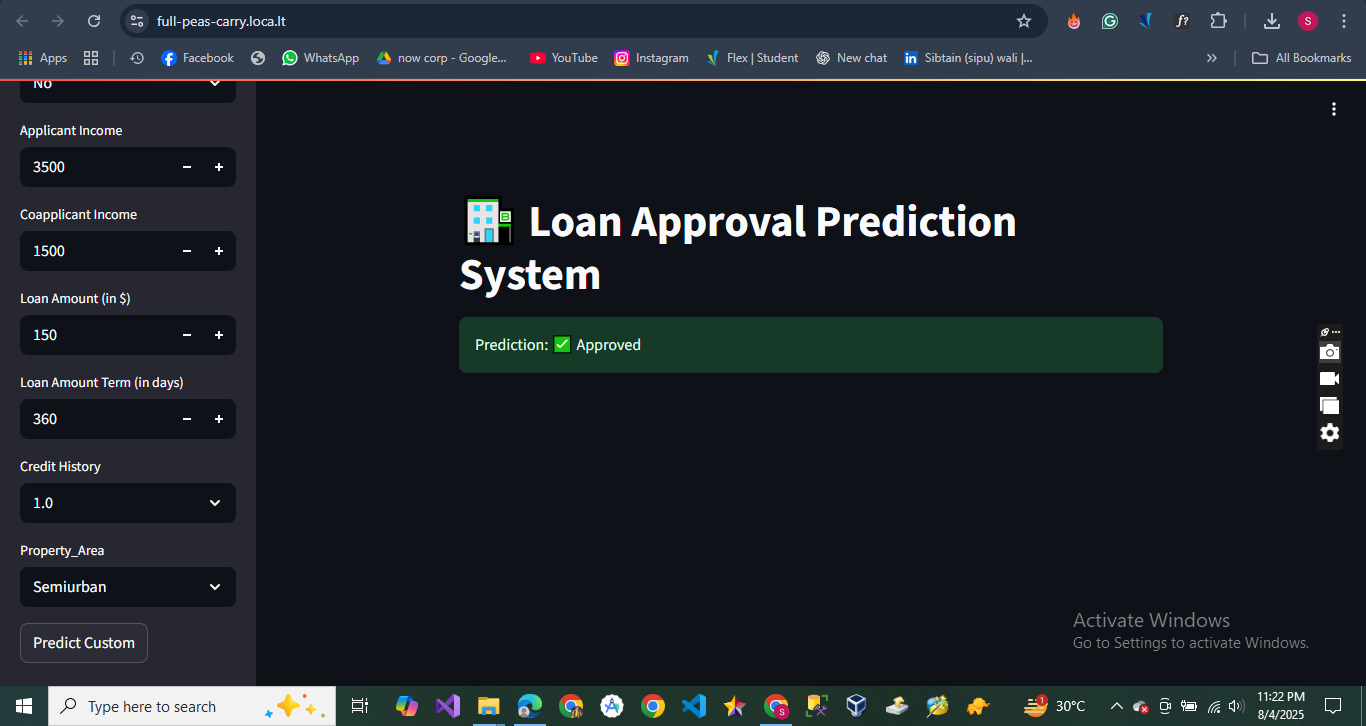 full-peas-carry.loca.lt
S
Apps
Facebook
WhatsApp
now corp - Google...
YouTube
Instagram
Flex | Student
New chat
Sibtain (sipu) wali |...
»
All Bookmarks
No
Applicant Income
3500
Coapplicant Income
1500
Loan Amount (in $)
150
Loan Amount Term (in days)
360
Credit History
1.0
Property_Area
Semiurban
Predict Custom
Loan Approval Prediction
System
Prediction: ✅ Approved
Activate Windows
Go to Settings to activate Windows.
Type here to search
30°C
11:22 PM
8/4/2025